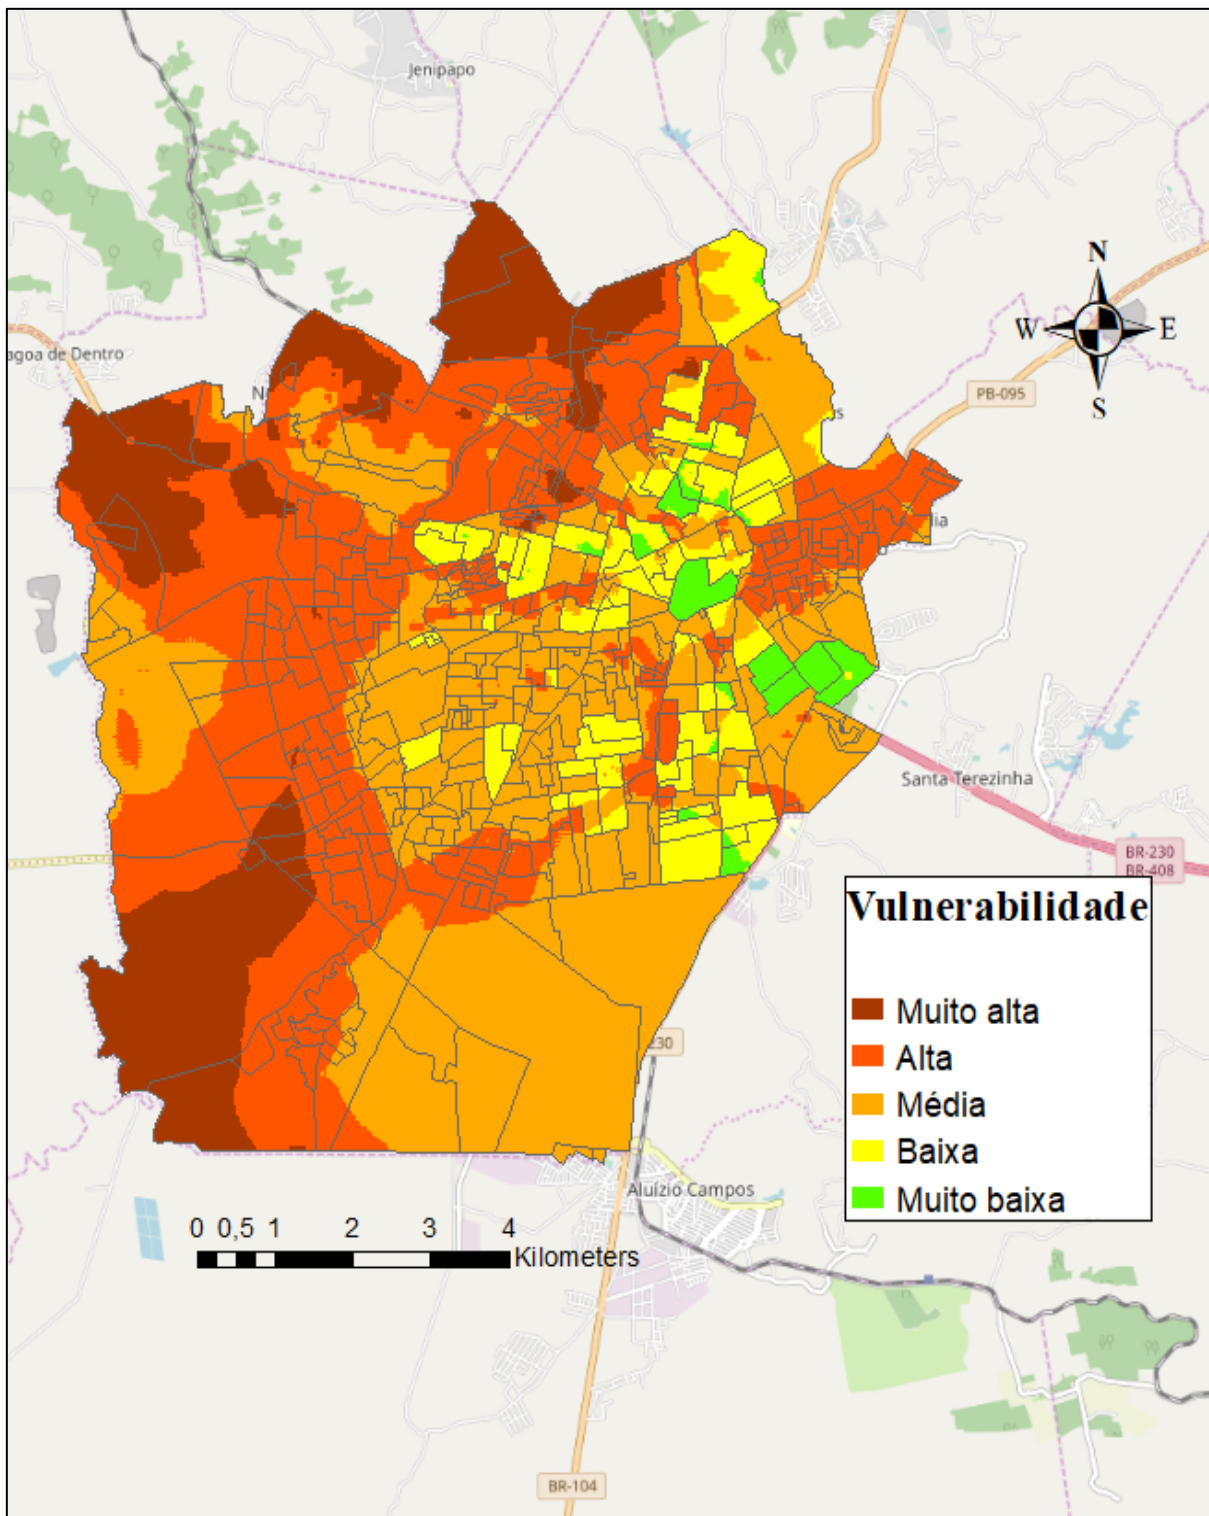 Jenipapo
N
W E
S
agoa de Dentro
N
PB-095
s
lia
Santa Terezinha
BR-230
BR-408
Vulnerabilidade
Muito alta
Alta
Média
Baixa
Muito baixa
230
Aluízio Campos
0 0,5 1 2 3 4
Kilometers
BR-104